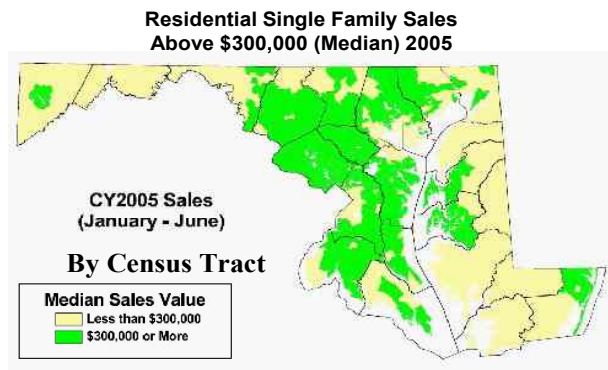 Residential Single Family Sales
Above $300,000 (Median) 2005
CY2005 Sales
(January - June)
By Census Tract
Median Sales Value
Less than $300,000
$300,000 or More